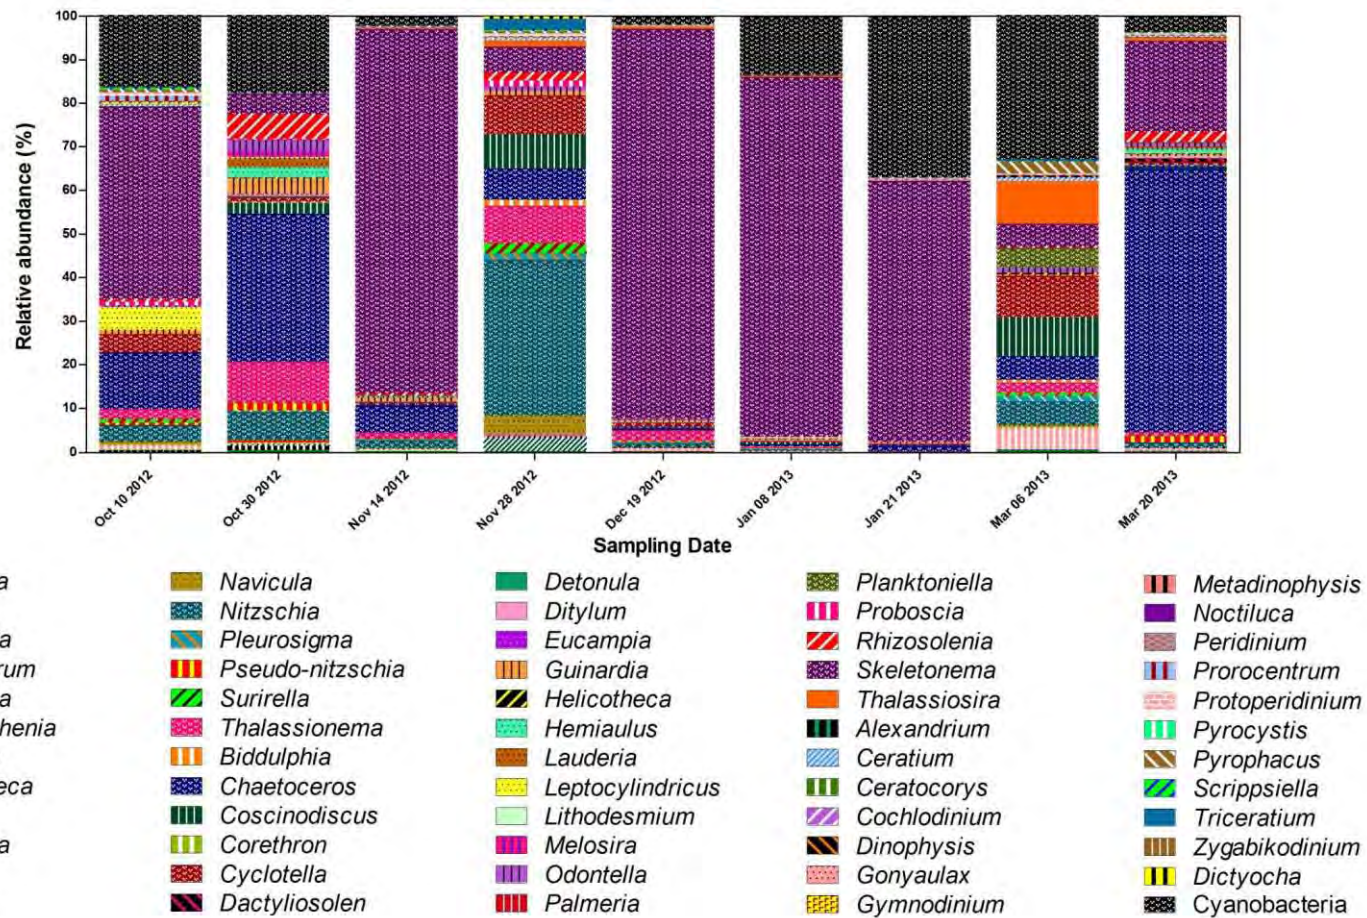 Relative abundance (%)
100
90
80
70
60
50
40
30
20
10
0
Oct 10 2012
Oct 30 2012
Nov 14 2012
Nov 28 2012
Dec 19 2012
Jan 08 2013
Jan 21 2013
Mar 06 2013
Mar 20 2013
Sampling Date
a
a
rum
a
henia
eca
a
Navicula
Nitzschia
Pleurosigma
Pseudo-nitzschia
Surirella
Thalassionema
Biddulphia
Chaetoceros
Coscinodiscus
Corethron
Cyclotella
Dactyliosolen
Detonula
Ditylum
Eucampia
Guinardia
Helicotheca
Hemiaulus
Lauderia
Leptocylindricus
Lithodesmium
Melosira
Odontella
Palmeria
Planktoniella
Proboscia
Rhizosolenia
Skeletonema
Thalassiosira
Alexandrium
Ceratium
Ceratocorys
Cochlodinium
Dinophysis
Gonyaulax
Gymnodinium
Metadinophysis
Noctiluca
Peridinium
Prorocentrum
Protoperidinium
Pyrocystis
Pyrophacus
Scrippsiella
Triceratium
Zygabikodinium
Dictyocha
Cyanobacteria